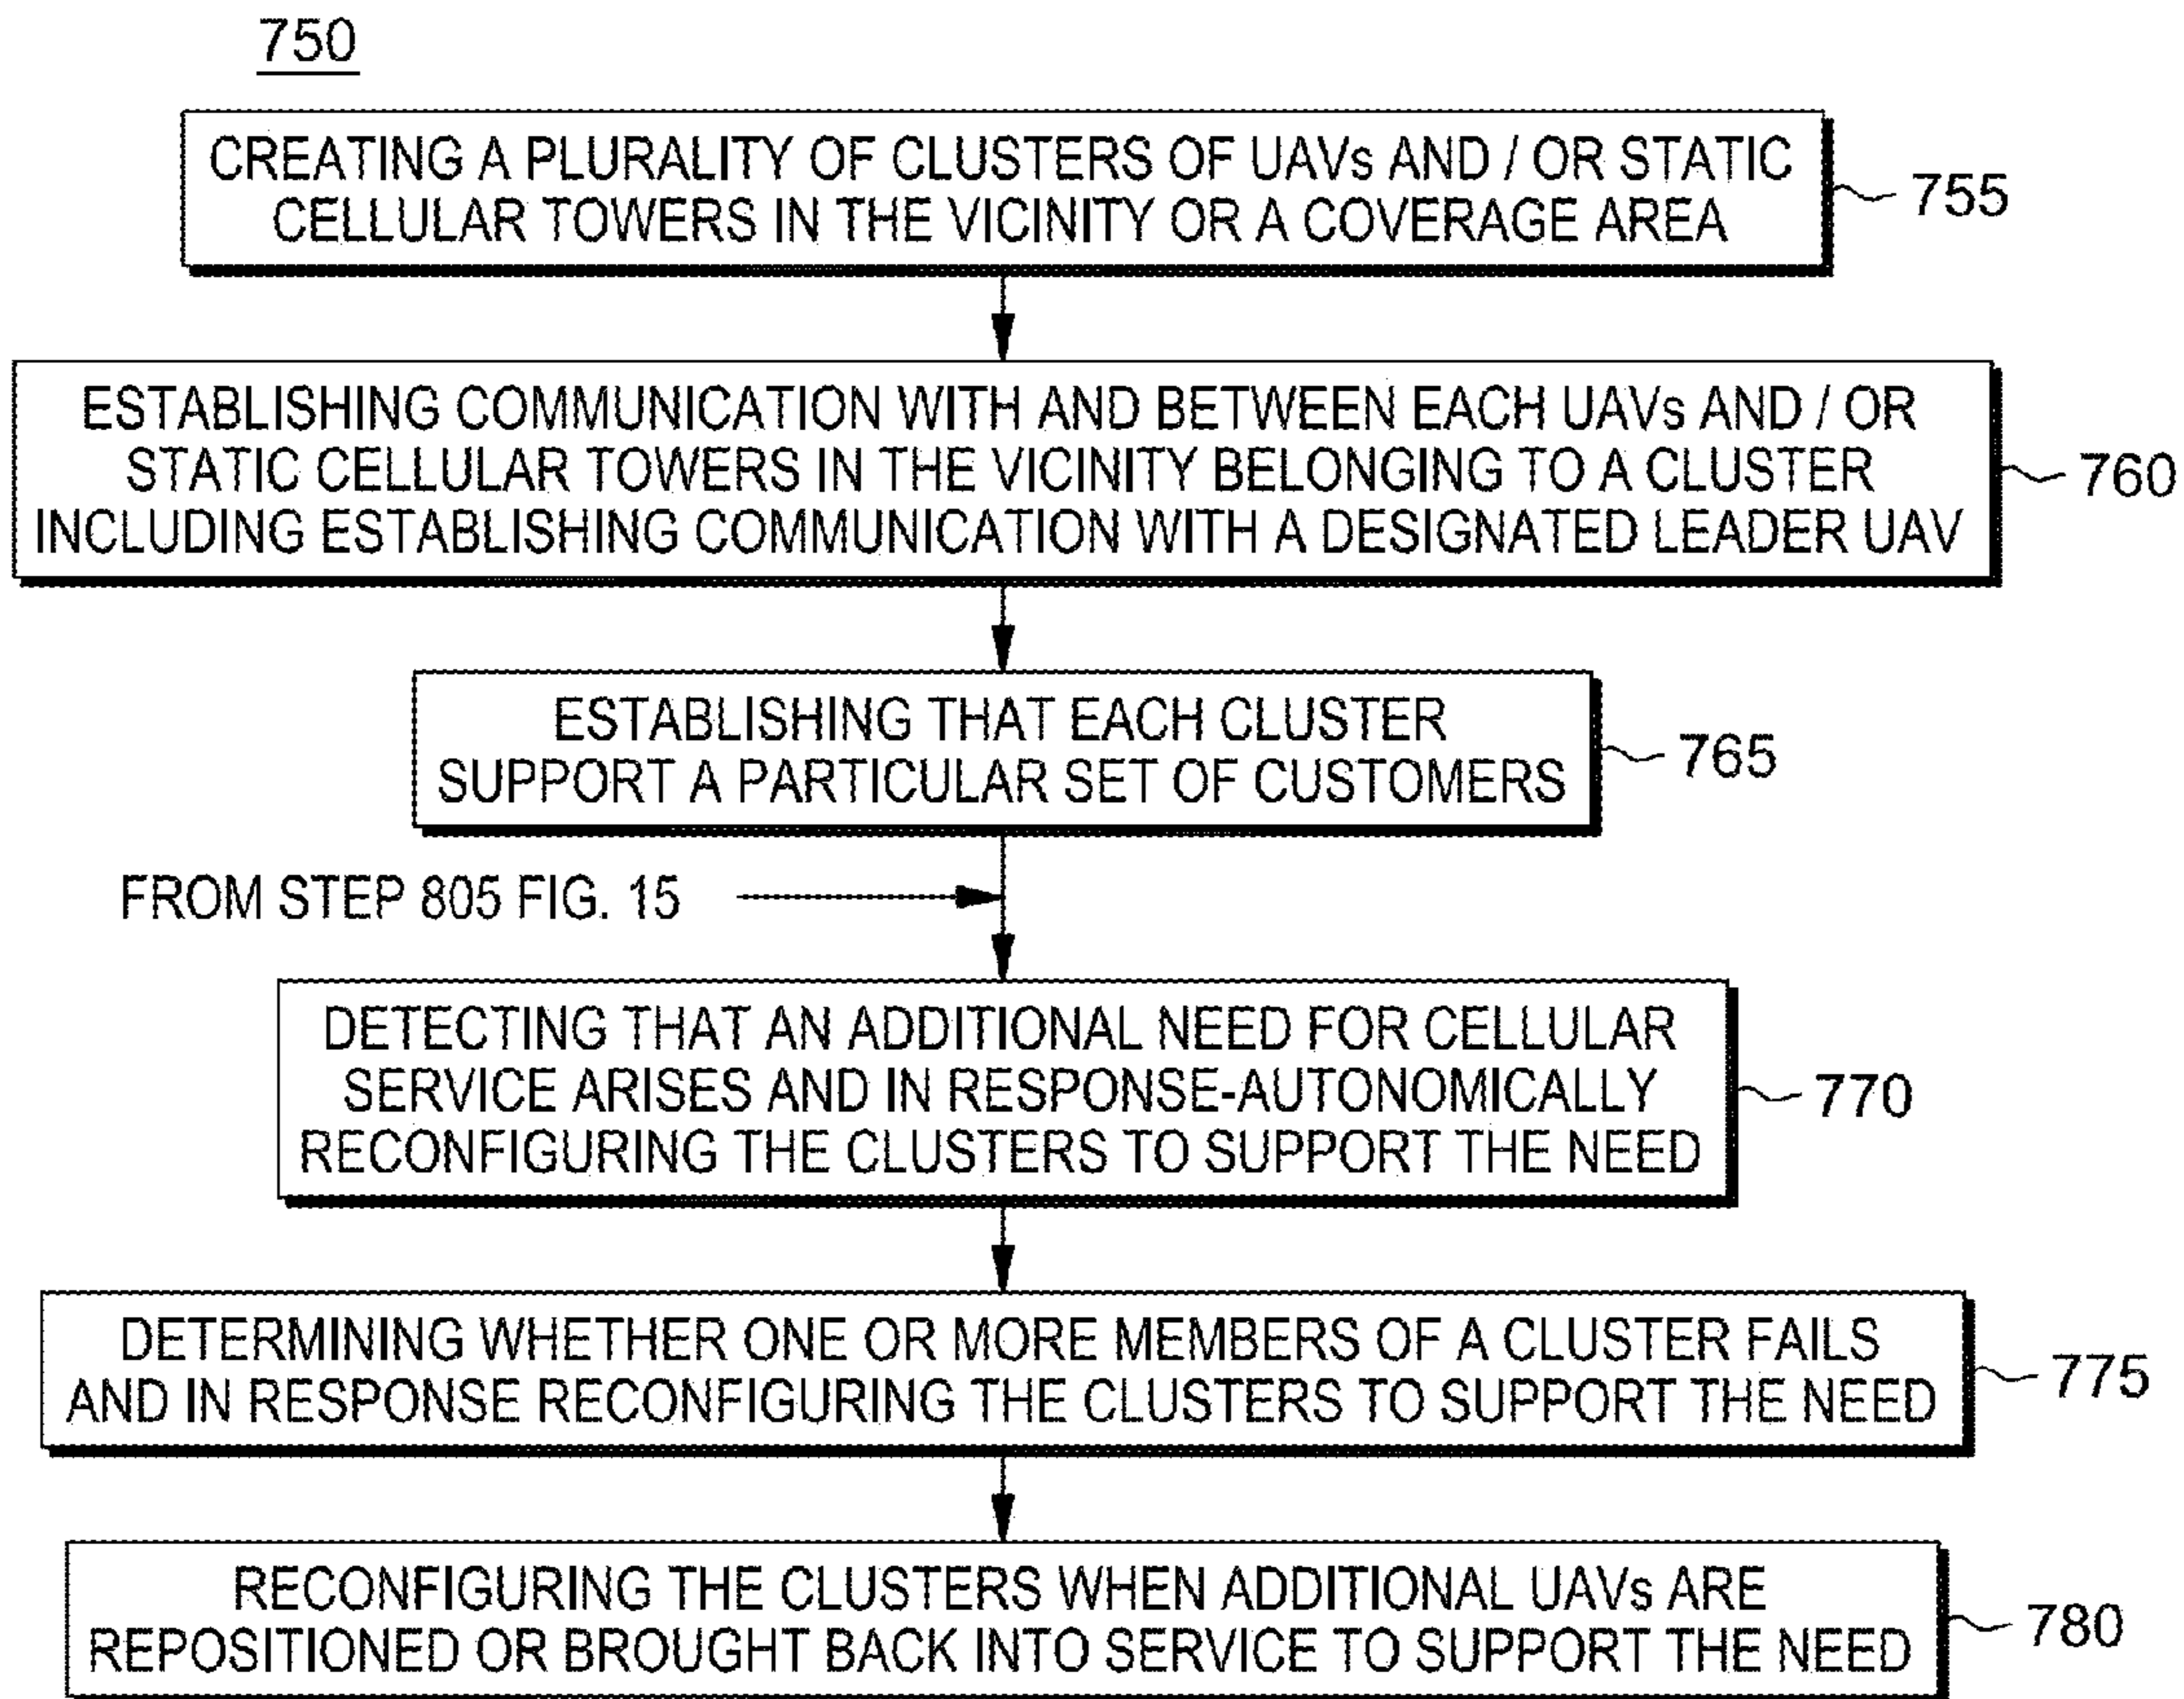 750
CREATING A PLURALITY OF CLUSTERS OF UAVs AND / OR STATIC
CELLULAR TOWERS IN THE VICINITY OR A COVERAGE AREA
755
ESTABLISHING COMMUNICATION WITH AND BETWEEN EACH UAVs AND / OR
STATIC CELLULAR TOWERS IN THE VICINITY BELONGING TO A CLUSTER
INCLUDING ESTABLISHING COMMUNICATION WITH A DESIGNATED LEADER UAV
760
ESTABLISHING THAT EACH CLUSTER
SUPPORT A PARTICULAR SET OF CUSTOMERS
765
FROM STEP 805 FIG. 15
DETECTING THAT AN ADDITIONAL NEED FOR CELLULAR
SERVICE ARISES AND IN RESPONSE-AUTONOMICALLY
RECONFIGURING THE CLUSTERS TO SUPPORT THE NEED
770
DETERMINING WHETHER ONE OR MORE MEMBERS OF A CLUSTER FAILS
AND IN RESPONSE RECONFIGURING THE CLUSTERS TO SUPPORT THE NEED
775
RECONFIGURING THE CLUSTERS WHEN ADDITIONAL UAVs ARE
REPOSITIONED OR BROUGHT BACK INTO SERVICE TO SUPPORT THE NEED
780